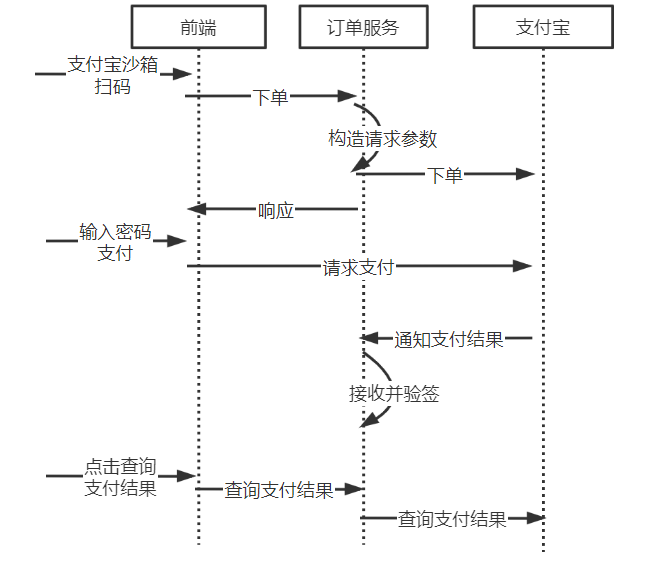 前端
订单服务
支付宝
支付宝沙箱
扫码
下单
构造请求参数
下单
响应
输入密码
支付
请求支付
通知支付结果
接收并验签
点击查询
支付结果
查询支付结果
查询支付结果